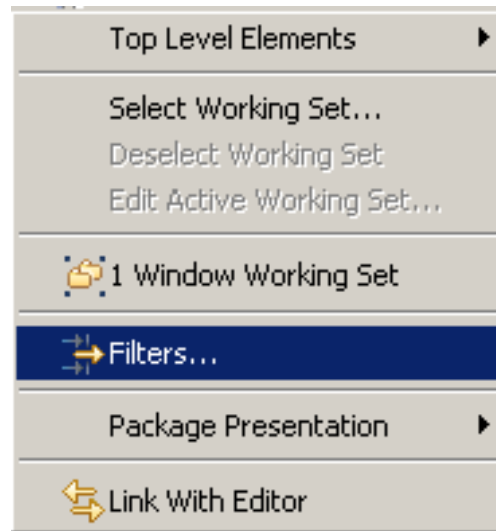 Top Level Elements
Select Working Set...
Deselect Working Set
Edit Active Working Set...
1 Window Working Set
Filters...
Package Presentation
Link With Editor